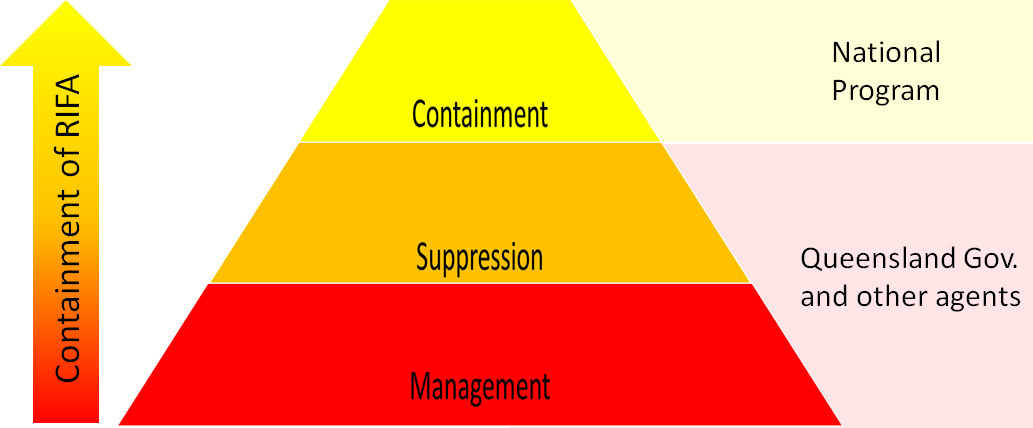 Containment of RIFA
Containment
National
Program
Suppression
Queensland Gov.
and other agents
Management